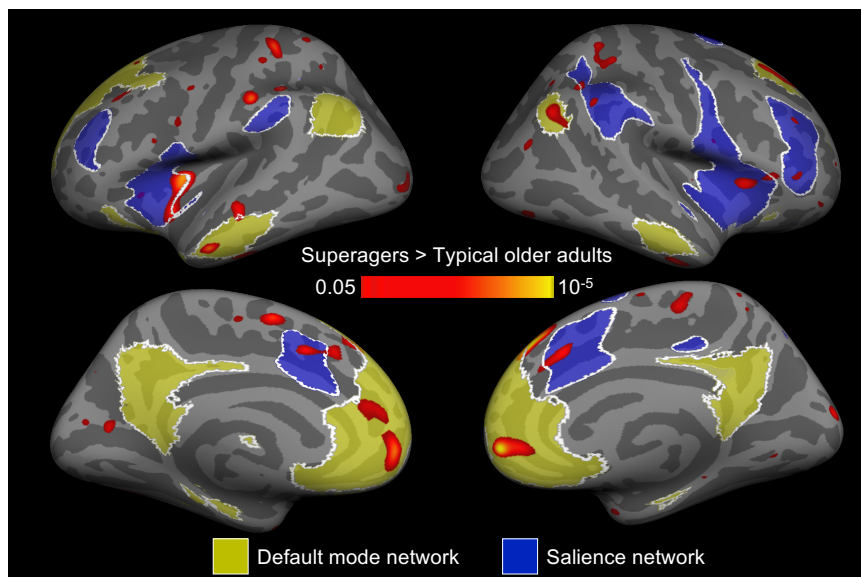 Superagers > Typical older adults
0.05 10⁻⁵
Default mode network Salience network